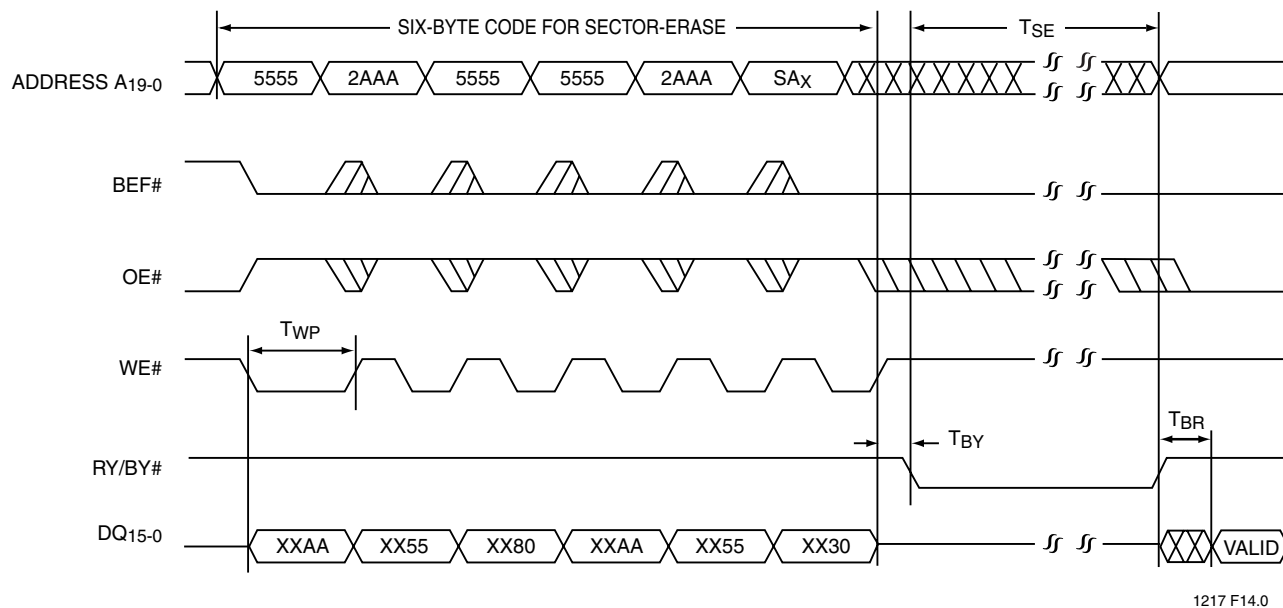 SIX-BYTE CODE FOR SECTOR-ERASE TSE
ADDRESS A19-0 5555 2AAA 5555 5555 2AAA SAX
BEF#
OE#
TWP
WE#
TBY TBR
RY/BY#
DQ15-0 XXAA XX55 XX80 XXAA XX55 XX30 VALID
1217 F14.0